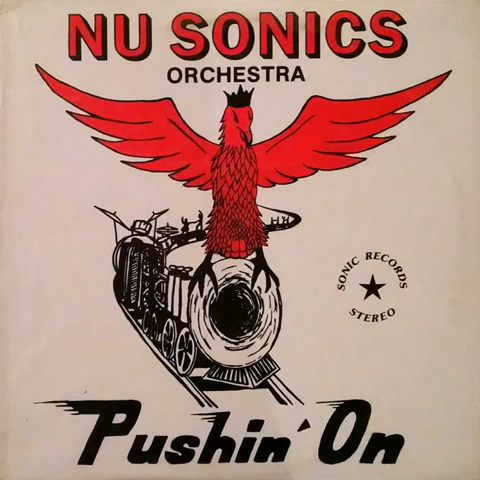 NU SONICS
ORCHESTRA
SONIC RECORDS
STEREO
Pushin' On